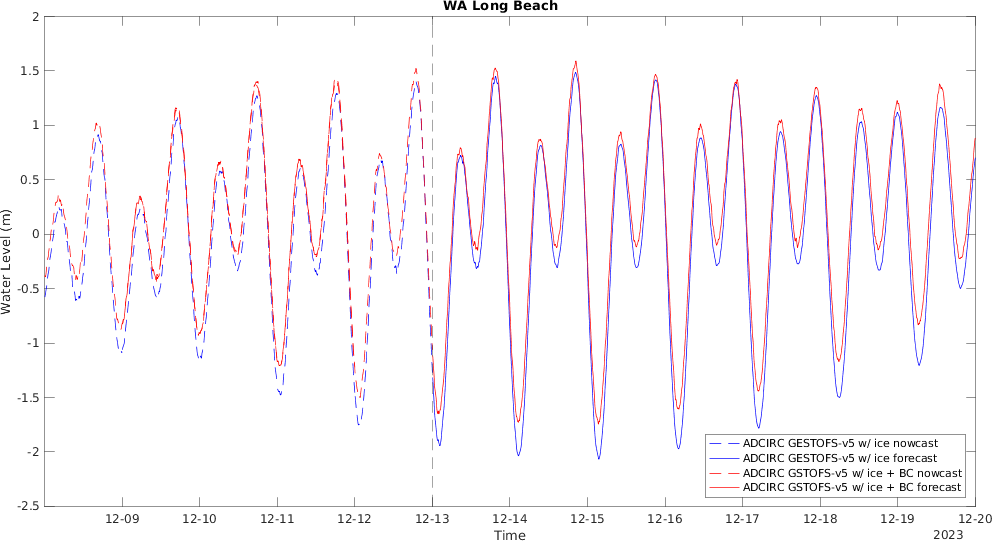 WA Long Beach
2
1.5
1
0.5
0
-0.5
-1
-1.5
-2
-2.5
Water Level (m)
ADCIRC GESTOFS-v5 w/ ice nowcast
ADCIRC GESTOFS-v5 w/ ice forecast
ADCIRC GSTOFS-v5 w/ ice + BC nowcast
ADCIRC GSTOFS-v5 w/ ice + BC forecast
12-09 12-10 12-11 12-12 12-13 12-14 12-15 12-16 12-17 12-18 12-19 12-20
Time
2023